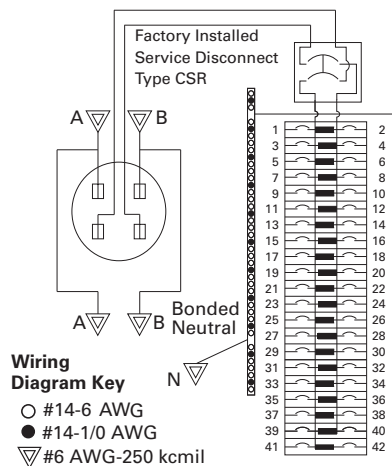 Factory Installed
Service Disconnect
Type CSR
A B
1 2
3 4
5 6
7 8
9 10
11 12
13 14
15 16
17 18
19 20
21 22
23 24
25 26
27 28
29 30
31 32
33 34
35 36
37 38
39 40
41 42
A B
Bonded
Neutral
N
Wiring
Diagram Key
#14-6 AWG
#14-1/0 AWG
#6 AWG-250 kcmil